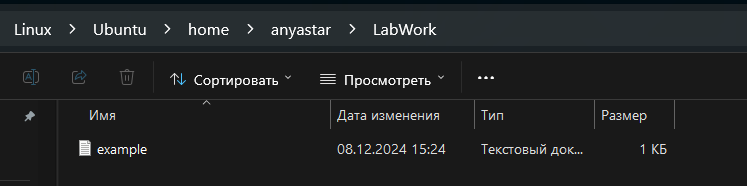 Linux > Ubuntu > home > anyastar > LabWork
Сортировать Просмотреть •••
Имя Дата изменения Тип Размер
example 08.12.2024 15:24 Текстовый док... 1 КБ